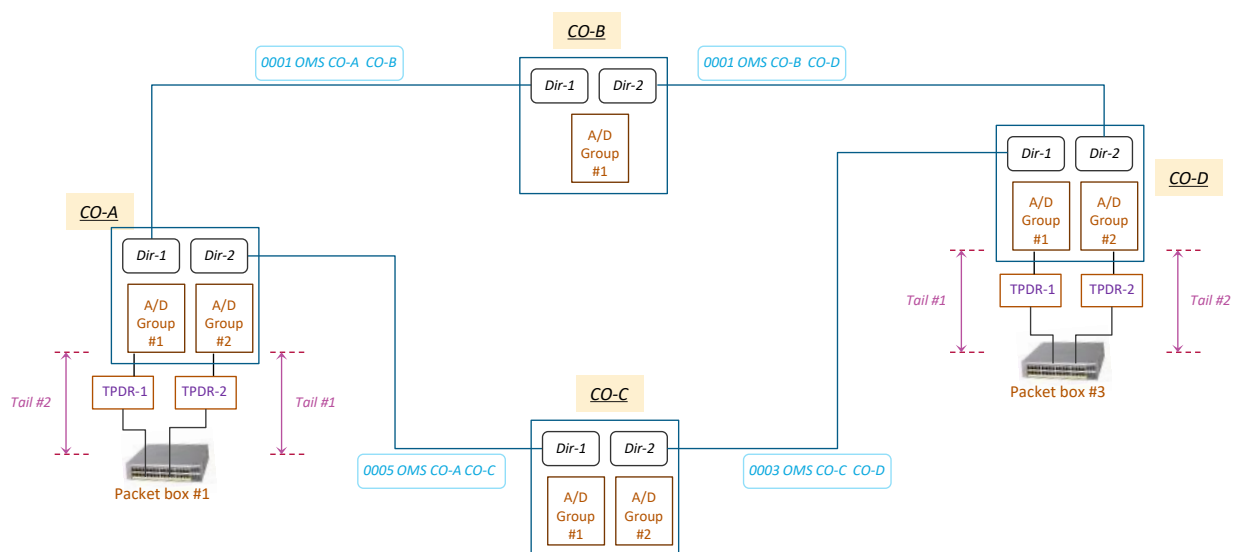 CO-B
0001 OMS CO-A CO-B
0001 OMS CO-B CO-D
Dir-1
Dir-2
A/D
Group
#1
CO-D
Dir-1
Dir-2
A/D
Group
#1
A/D
Group
#2
Tail #1
TPDR-1
TPDR-2
Tail #2
Packet box #3
CO-A
Dir-1
Dir-2
A/D
Group
#1
A/D
Group
#2
Tail #2
TPDR-1
TPDR-2
Tail #1
Packet box #1
CO-C
0005 OMS CO-A CO-C
0003 OMS CO-C CO-D
Dir-1
Dir-2
A/D
Group
#1
A/D
Group
#2